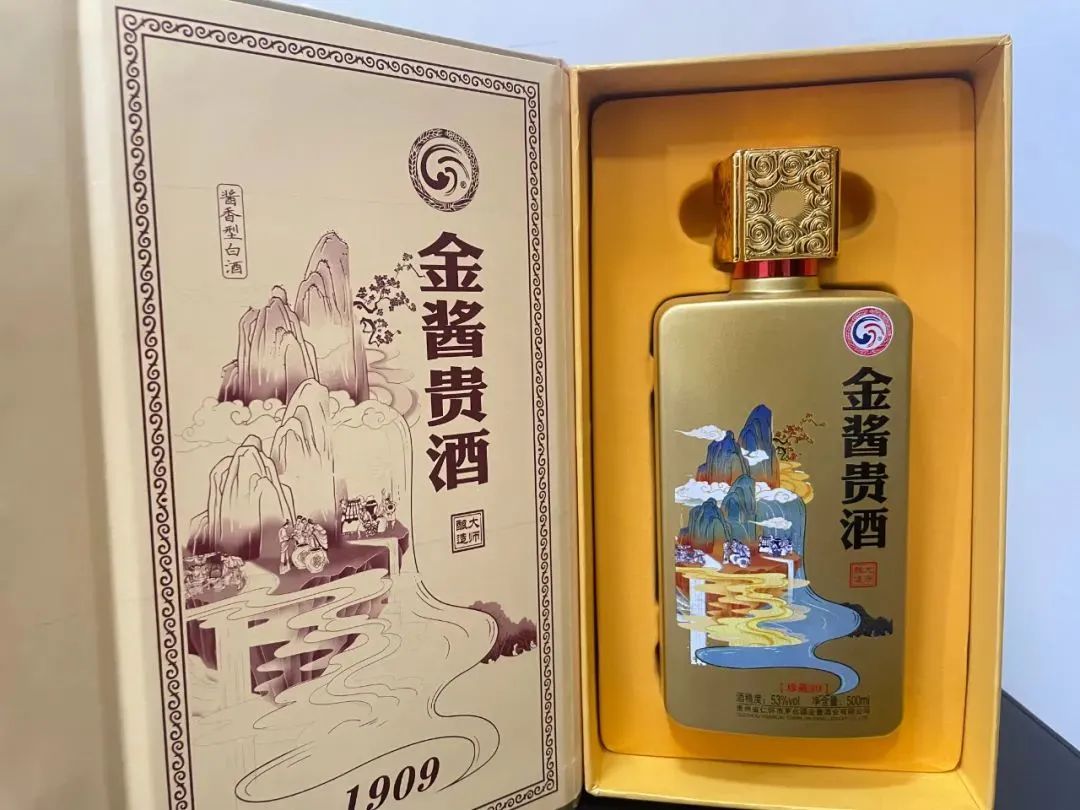 酱香型白酒
金酱贵酒
大师
酿造
1909
金酱贵酒
大师
酿造
酒精度：53%vol 净含量：500ml